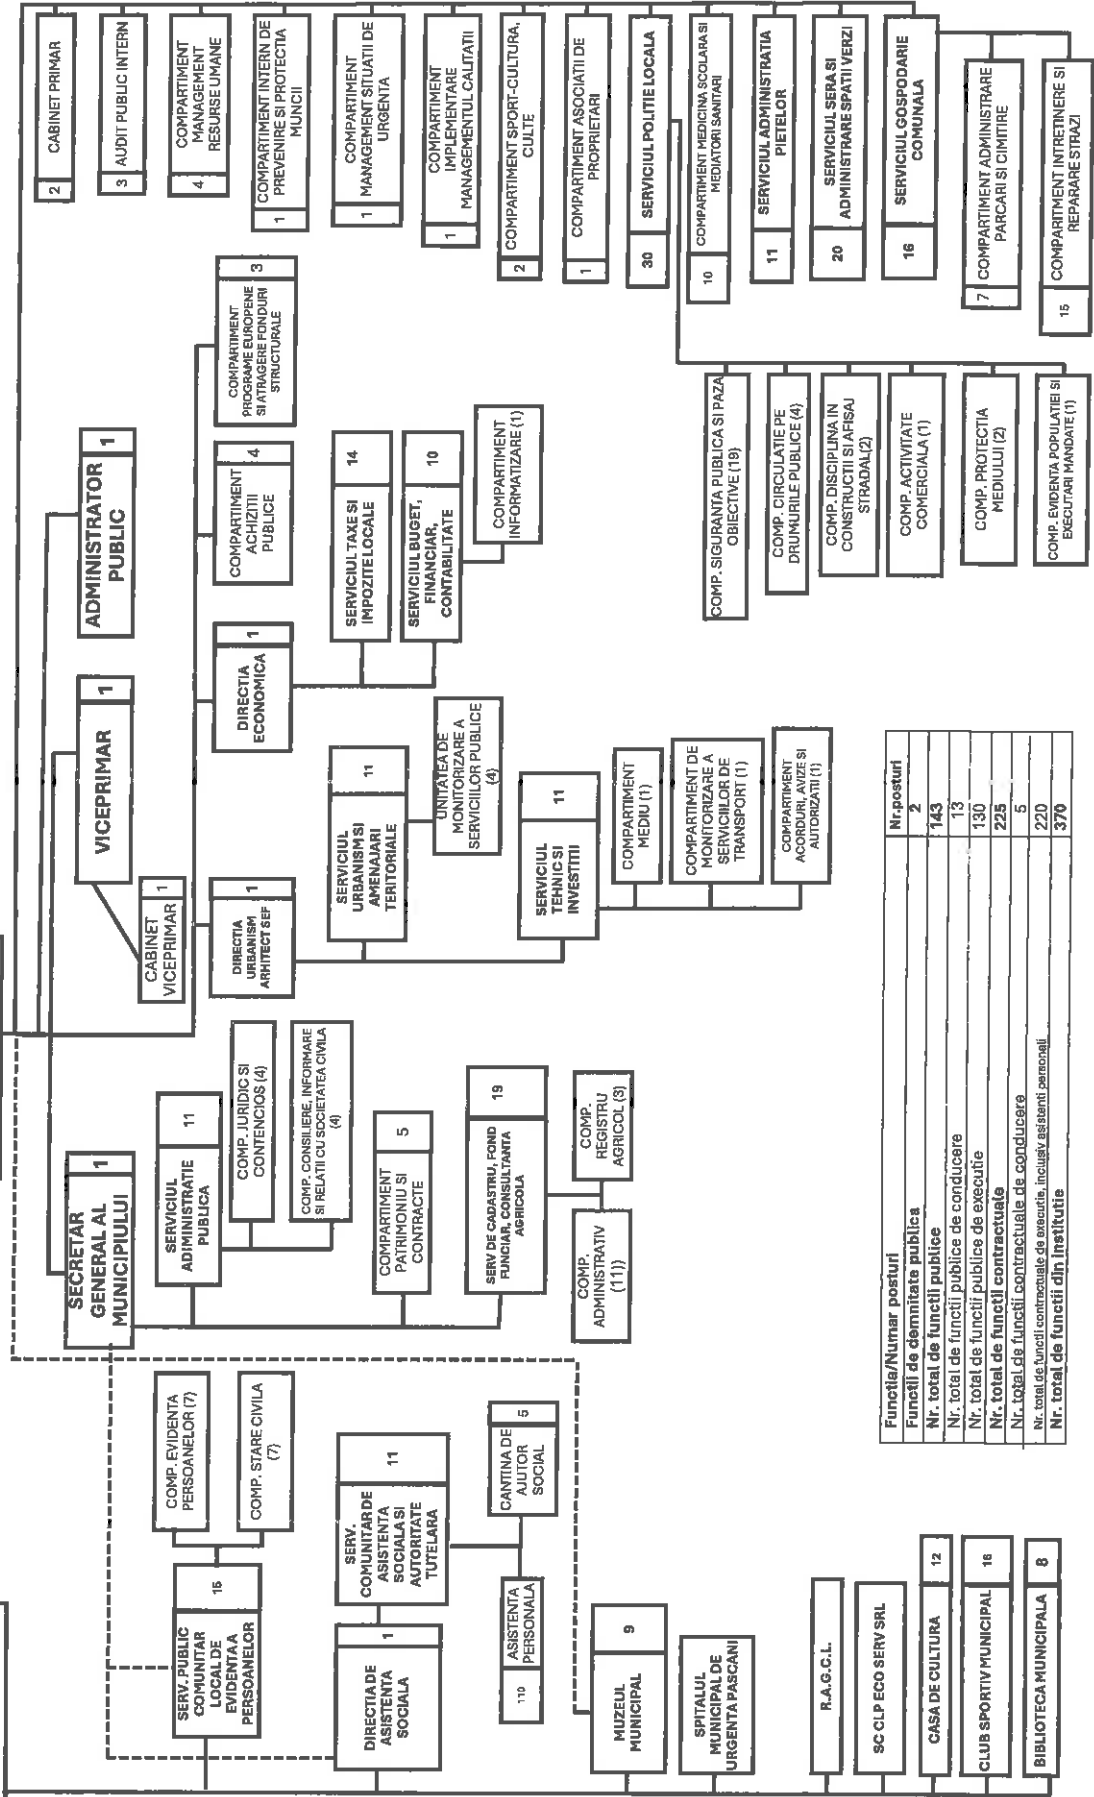 SECRETAR
GENERAL AL
MUNICIPIULUI
1
VICEPRIMAR
1
ADMINISTRATOR
PUBLIC
1
CABINET
VICEPRIMAR
1
CABINET PRIMAR
2
AUDIT PUBLIC INTERN
3
COMPARTIMENT
MANAGEMENT
RESURSE UMANE
4
COMPARTIMENT INTERN DE
PREVENIRE SI PROTECTIA
MUNCII
1
COMPARTIMENT
MANAGEMENT SITUATII DE
URGENTA
1
COMPARTIMENT
IMPLEMENTARE
MANAGEMENTUL CALITATII
1
COMPARTIMENT SPORT-CULTURA,
CULTE
2
COMPARTIMENT ASOCIATII DE
PROPRIETARI
1
SERVICIUL POLITIE LOCALA
30
COMPARTIMENT MEDICINA SCOLARA SI
MEDIATORI SANITARI
10
SERVICIUL ADMINISTRATIA
PIETELOR
11
SERVICIUL SERA SI
ADMINISTRARE SPATII VERZI
20
SERVICIUL GOSPODARIE
COMUNALA
16
COMPARTIMENT ADMINISTRARE
PARCARI SI CIMITIRE
7
COMPARITMENT INTRETINERE SI
REPARARE STRAZI
15
COMP. SIGURANTA PUBLICA SI PAZA
OBIECTIVE (19)
COMP. CIRCULATIE PE
DRUMURILE PUBLICE (4)
COMP. DISCIPLINA IN
CONSTRUCTII SI AFISAJ
STRADAL(2)
COMP. ACTIVITATE
COMERCIALA (1)
COMP. PROTECTIA
MEDIULUI (2)
COMP. EVIDENTA POPULATIEI SI
EXECUTARI MANDATE (1)
DIRECTIA
URBANISM
ARHITECT SEF
1
DIRECTIA
ECONOMICA
1
COMPARTIMENT
ACHIZITII
PUBLICE
4
COMPARTIMENT
PROGRAME EUROPENE
SI ATRAGERE FONDURI
STRUCTURALE
3
SERVICIUL TAXE SI
IMPOZITE LOCALE
14
SERVICIUL BUGET,
FINANCIAR,
CONTABILITATE
10
COMPARTIMENT
INFORMATIZARE (1)
SERVICIUL
URBANISM SI
AMENAJARI
TERITORIALE
11
UNITATEA DE
MONITORIZARE A
SERVICIILOR PUBLICE
(4)
SERVICIUL
TEHNIC SI
INVESTITII
11
COMPARTIMENT
MEDIU (1)
COMPARTIMENT DE
MONITORIZARE A
SERVICIILOR DE
TRANSPORT (1)
COMPARTIMENT
ACORDURI, AVIZE SI
AUTORIZATII (1)
SERVICIUL
ADIMINISTRATIE
PUBLICA
11
COMP. JURIDIC SI
CONTENCIOS (4)
COMP. CONSILIERE, INFORMARE
SI RELATII CU SOCIETATEA CIVILA
(4)
COMPARTIMENT
PATRIMONIU SI
CONTRACTE
5
SERV DE CADASTRU, FOND
FUNCIAR, CONSULTANTA
AGRICOLA
19
COMP.
ADMINISTRATIV
(11))
COMP.
REGISTRU
AGRICOL (3)
SERV. PUBLIC
COMUNITAR
LOCAL DE
EVIDENTA A
PERSOANELOR
15
COMP. EVIDENTA
PERSOANELOR (7)
COMP. STARE CIVILA
(7)
DIRECTIA DE
ASISTENTA
SOCIALA
1
SERV.
COMUNITAR DE
ASISTENTA
SOCIALA SI
AUTORITATE
TUTELARA
11
ASISTENTA
PERSONALA
110
CANTINA DE
AJUTOR
SOCIAL
5
MUZEUL
MUNICIPAL
9
SPITALUL
MUNICIPAL DE
URGENTA PASCANI
R.A.G.C.L.
SC CLP ECO SERV SRL
CASA DE CULTURA
12
CLUB SPORTIV MUNICIPAL
16
BIBLIOTECA MUNICIPALA
8
Functia/Numar posturi Nr.posturi
Functii de demnitate publica 2
Nr. total de functii publice 143
Nr. total de functii publice de conducere 13
Nr. total de functii publice de executie 130
Nr. total de functii contractuale 225
Nr. total de functii contractuale de conducere 5
Nr. total de functii contractuale de executie, inclusiv asistenti personali 220
Nr. total de functii din institutie 370